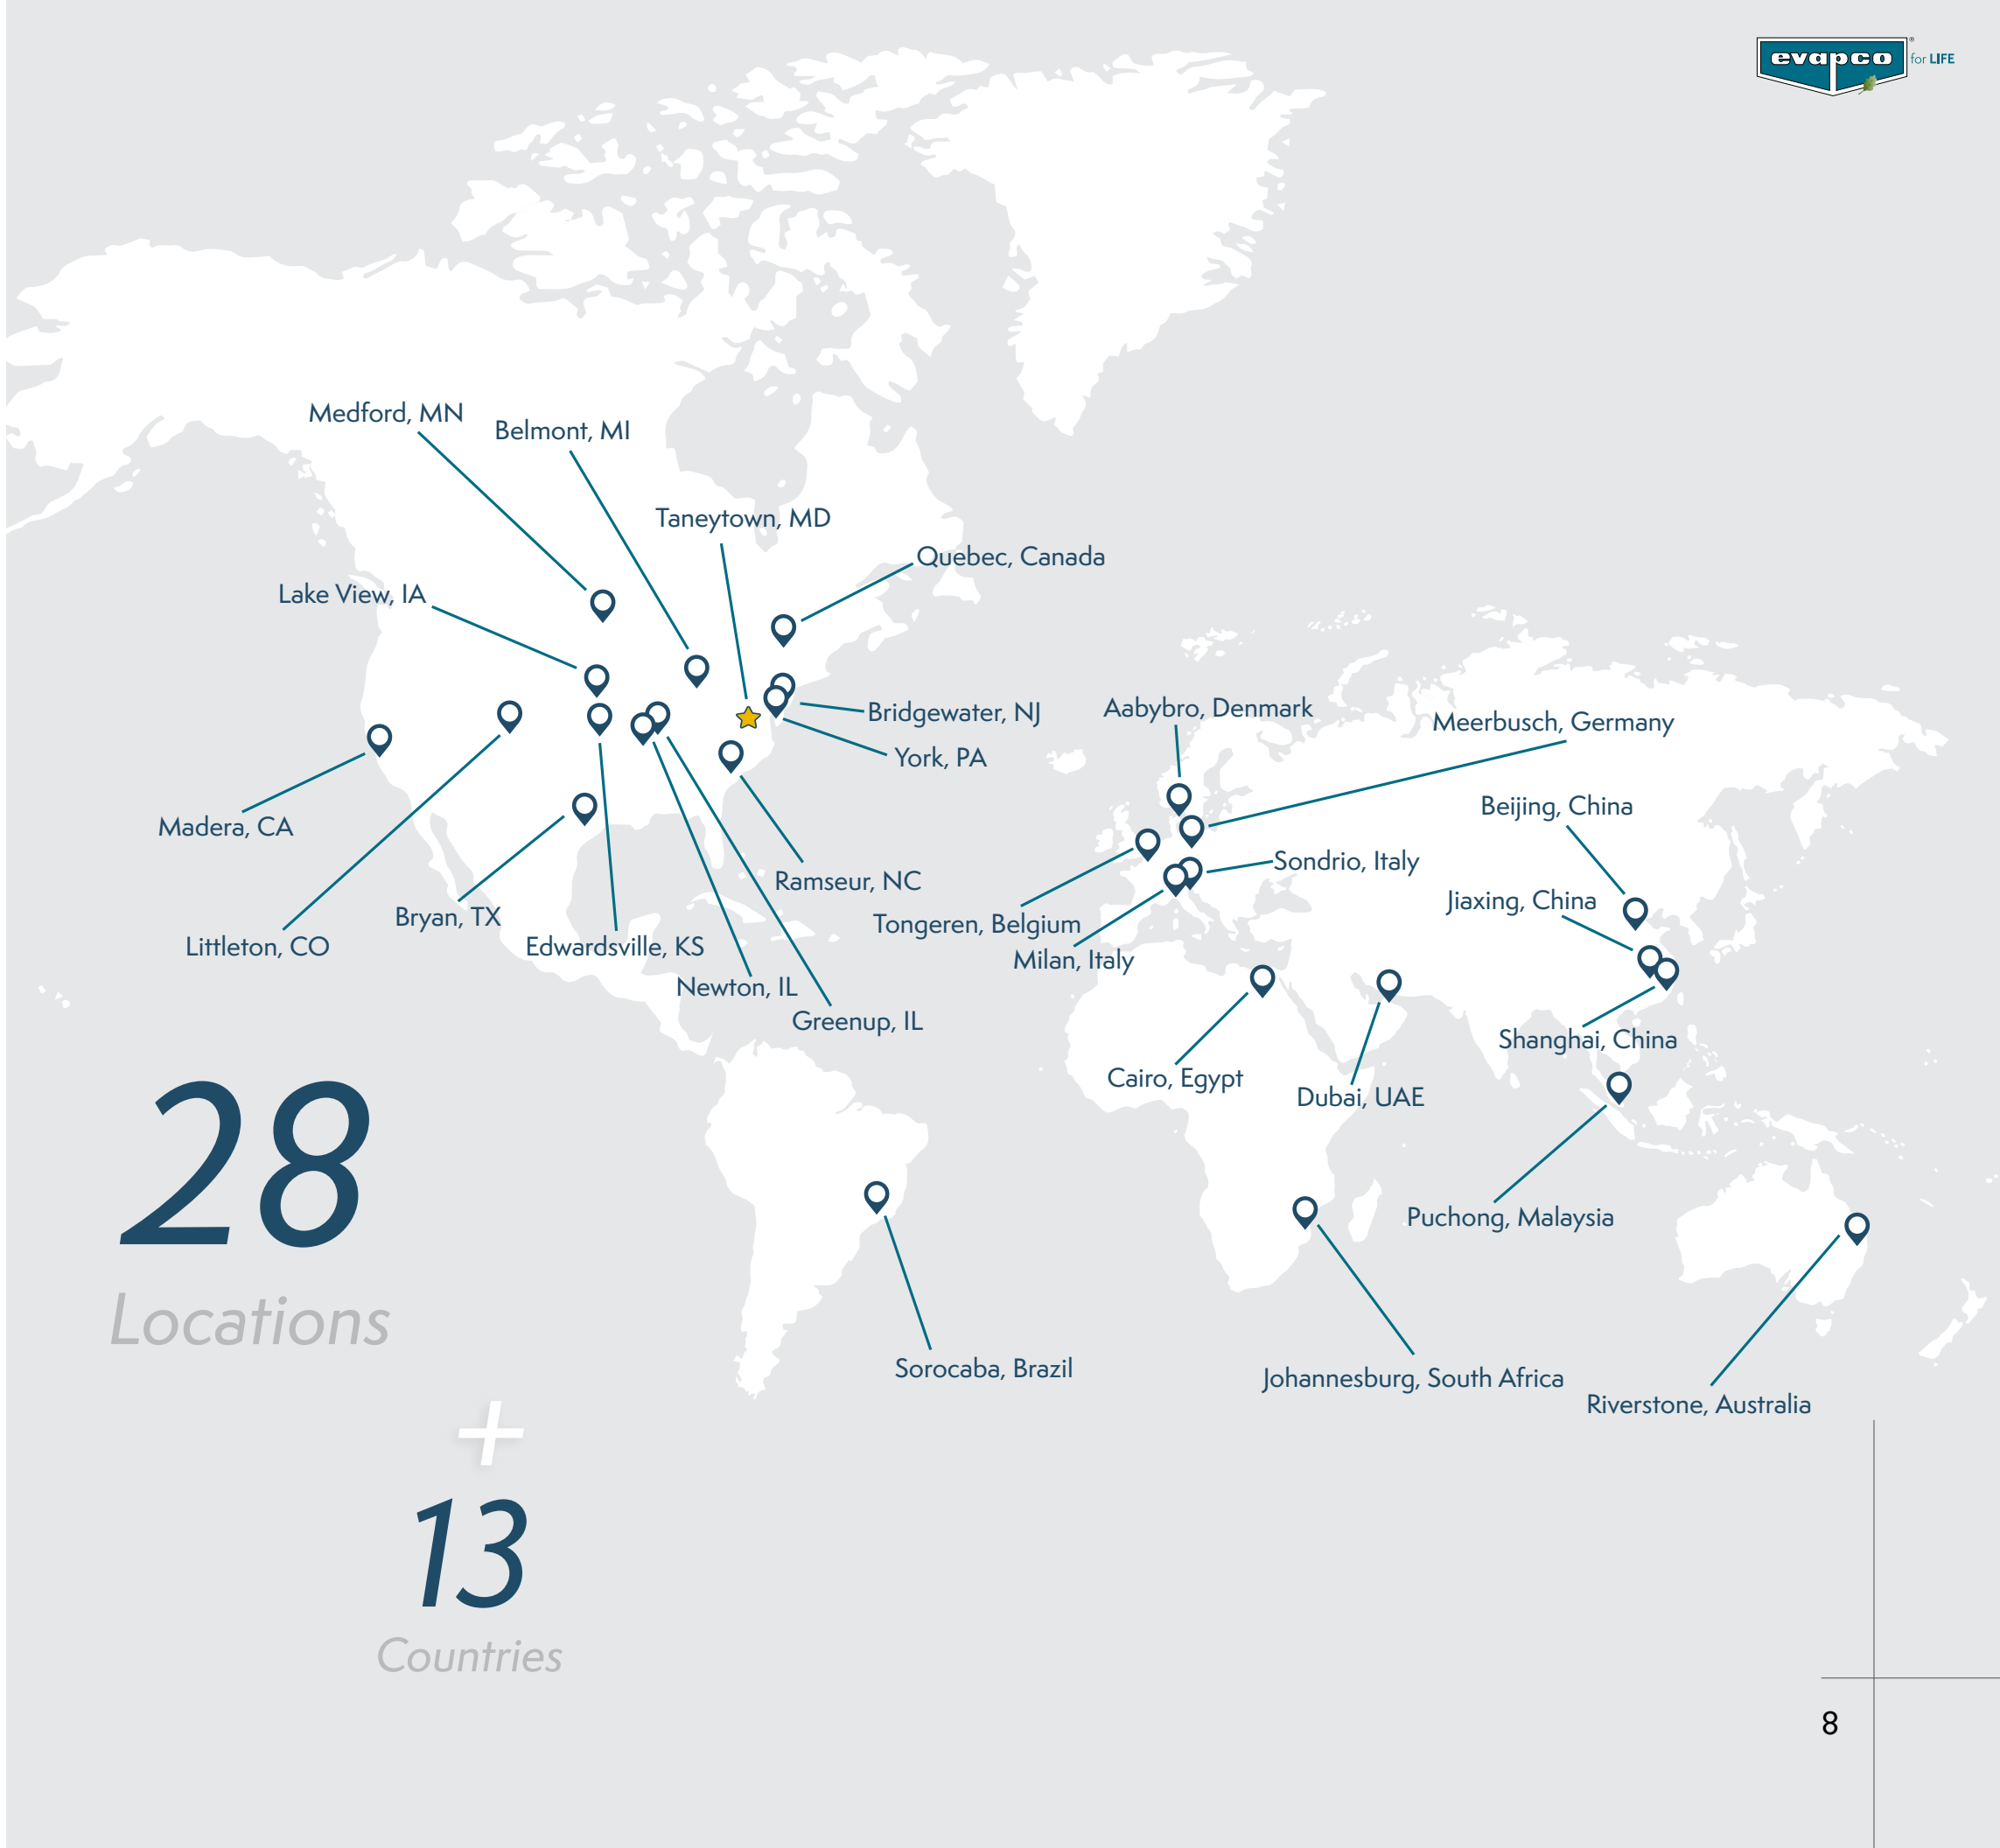 evapco® for LIFE
Medford, MN
Belmont, MI
Taneytown, MD
Quebec, Canada
Lake View, IA
Bridgewater, NJ
York, PA
Aabybro, Denmark
Meerbusch, Germany
Beijing, China
Madera, CA
Sondrio, Italy
Ramseur, NC
Jiaxing, China
Bryan, TX
Tongeren, Belgium
Littleton, CO
Edwardsville, KS
Milan, Italy
Newton, IL
Greenup, IL
Shanghai, China
Cairo, Egypt
Dubai, UAE
28
Locations
Puchong, Malaysia
Sorocaba, Brazil
Johannesburg, South Africa
Riverstone, Australia
+
13
Countries
8